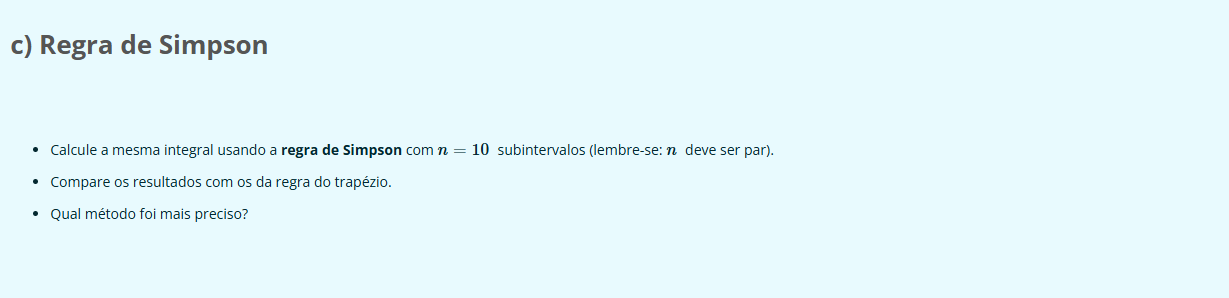 c) Regra de Simpson
• Calcule a mesma integral usando a regra de Simpson com n = 10 subintervalos (lembre-se: n deve ser par).
• Compare os resultados com os da regra do trapézio.
• Qual método foi mais preciso?